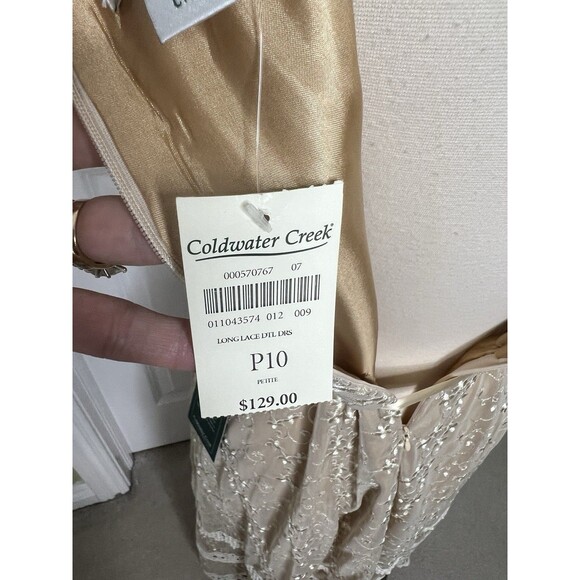 Coldwater Creek®
000570767 07
011043574 012 009
LONG LACE DTL DRS
P10
PETITE
$129.00